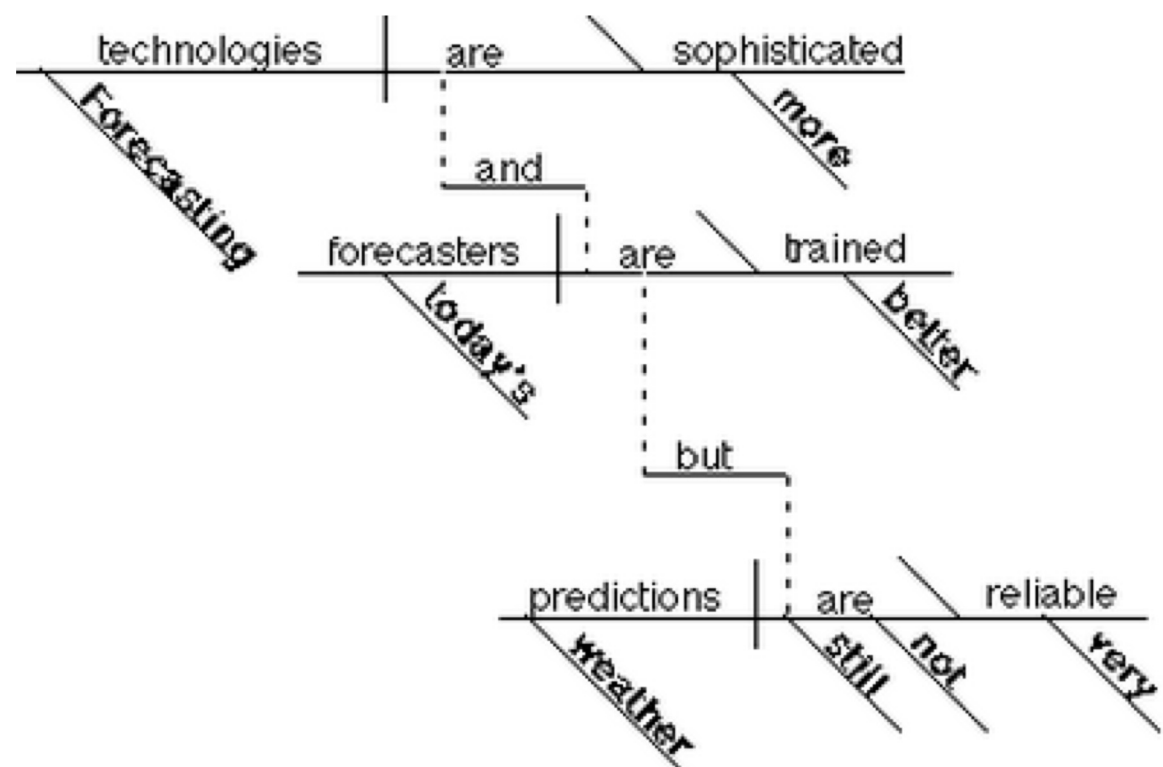 technologies are sophisticated
Forecasting more
and
forecasters are trained
today's better
but
predictions are reliable
weather still not very